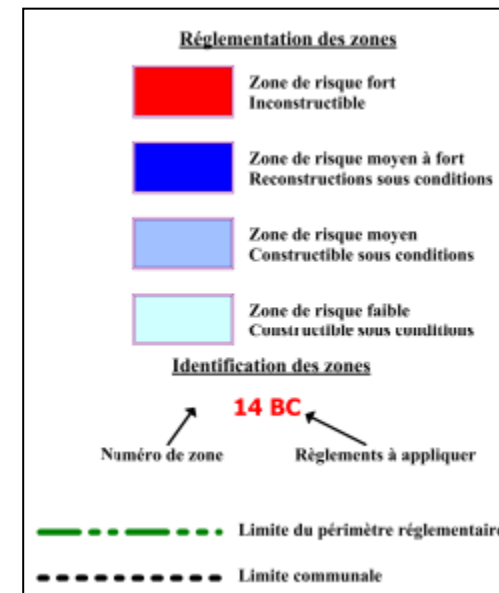 Réglementation des zones
Zone de risque fort
Inconstructible
Zone de risque moyen à fort
Reconstructions sous conditions
Zone de risque moyen
Constructible sous conditions
Zone de risque faible
Constructible sous conditions
Identification des zones
14 BC
Numéro de zone
Règlements à appliquer
Limite du périmètre réglementaire
Limite communale